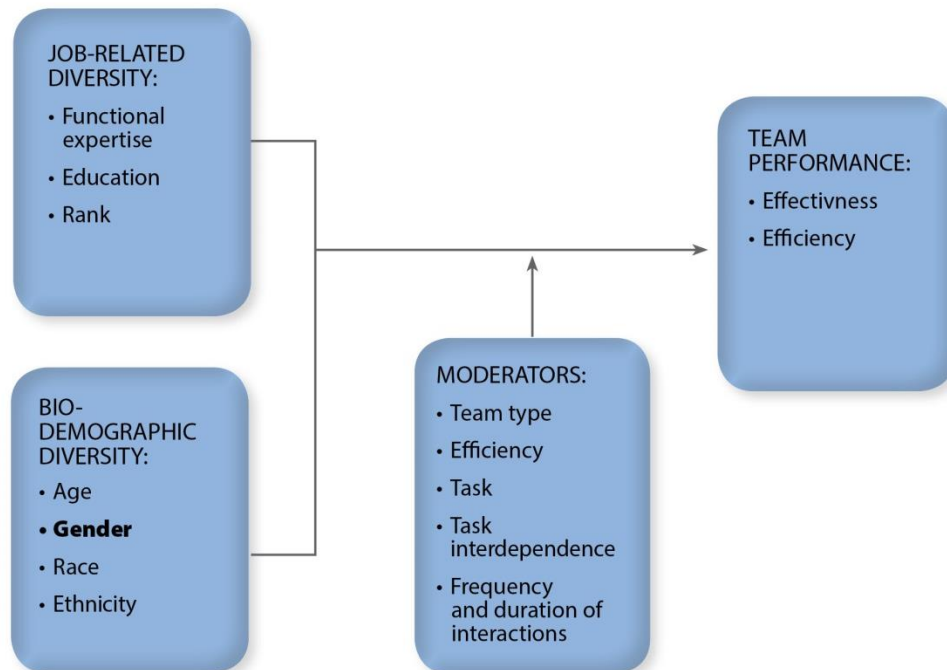 JOB-RELATED
DIVERSITY:
• Functional
expertise
• Education
• Rank
BIO-
DEMOGRAPHIC
DIVERSITY:
• Age
• Gender
• Race
• Ethnicity
MODERATORS:
• Team type
• Efficiency
• Task
• Task
interdependence
• Frequency
and duration of
interactions
TEAM
PERFORMANCE:
• Effectivness
• Efficiency